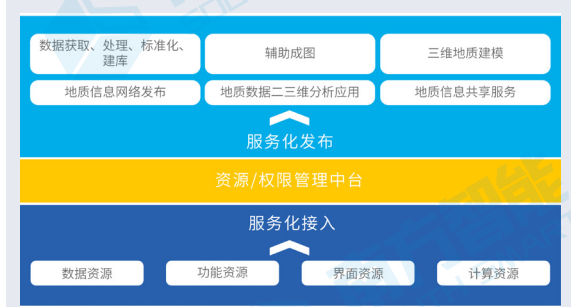 数据获取、处理、标准化、
建库
辅助成图
三维地质建模
地质信息网络发布
地质数据二三维分析应用
地质信息共享服务
服务化发布
资源/权限管理中台
服务化接入
数据资源
功能资源
界面资源
计算资源